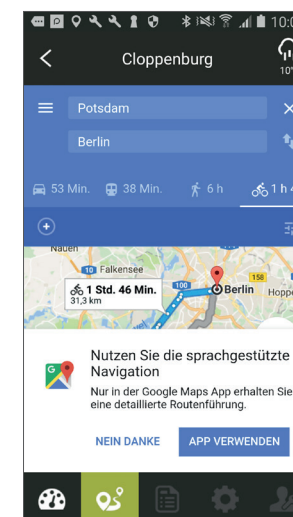 10:0
Cloppenburg
10°
Potsdam
Berlin
53 Min. 38 Min. 6 h 1 h 4
Nauen
10 Falkensee
1 Std. 46 Min.
31,3 km
100
158
Berlin Hoppe
Nutzen Sie die sprachgestützte
Navigation
Nur in der Google Maps App erhalten Sie
eine detaillierte Routenführung.
NEIN DANKE APP VERWENDEN